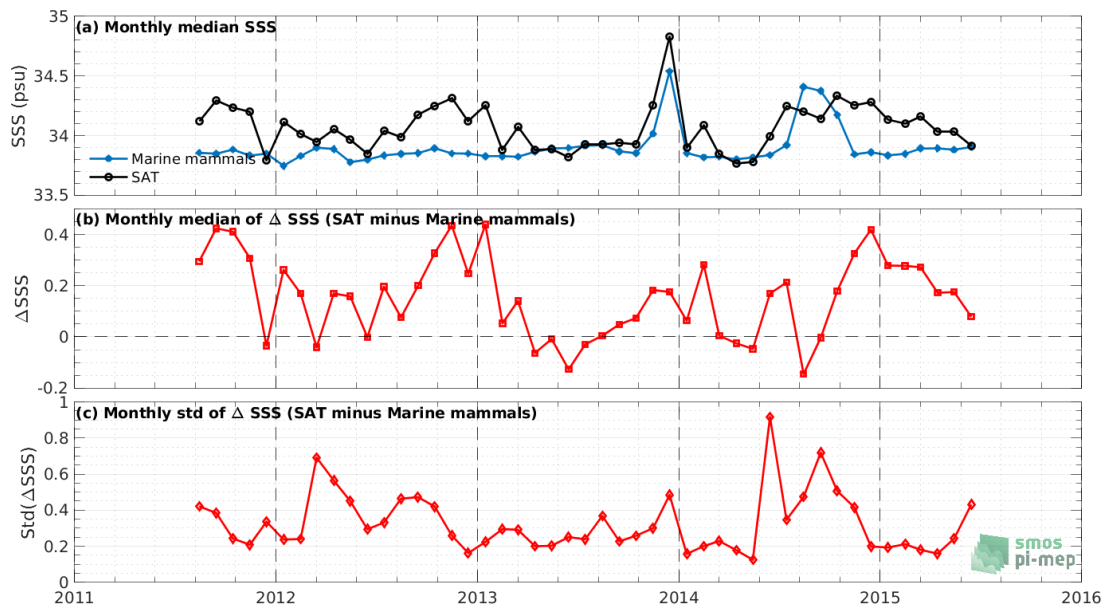 35
(a) Monthly median SSS
34.5
SSS (psu)
34
Marine mammals
SAT
33.5
(b) Monthly median of Δ SSS (SAT minus Marine mammals)
0.4
0.2
ΔSSS
0
-0.2
1
(c) Monthly std of Δ SSS (SAT minus Marine mammals)
0.8
0.6
Std(ΔSSS)
0.4
0.2
smos
pi-mep
0
2011 2012 2013 2014 2015 2016